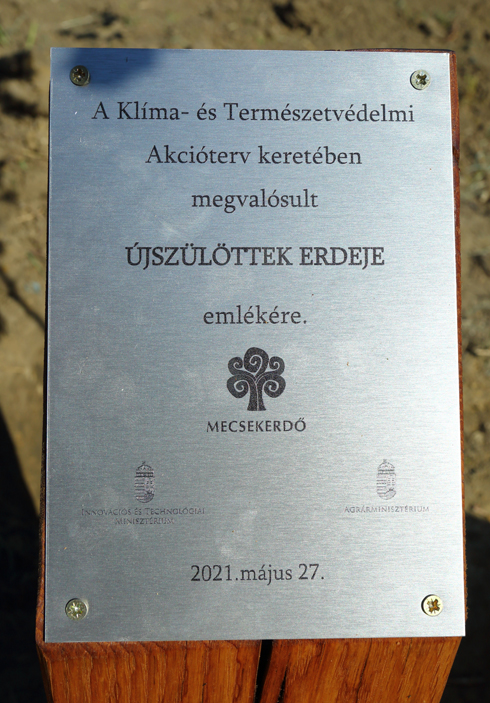 A Klíma- és Természetvédelmi
Akcióterv keretében
megvalósult
ÚJSZÜLÖTTEK ERDEJE
emlékére.
MECSEKERDŐ
INNOVÁCIÓS ÉS TECHNOLÓGIAI
MINISZTÉRIUM
AGRÁRMINISZTÉRIUM
2021.május 27.